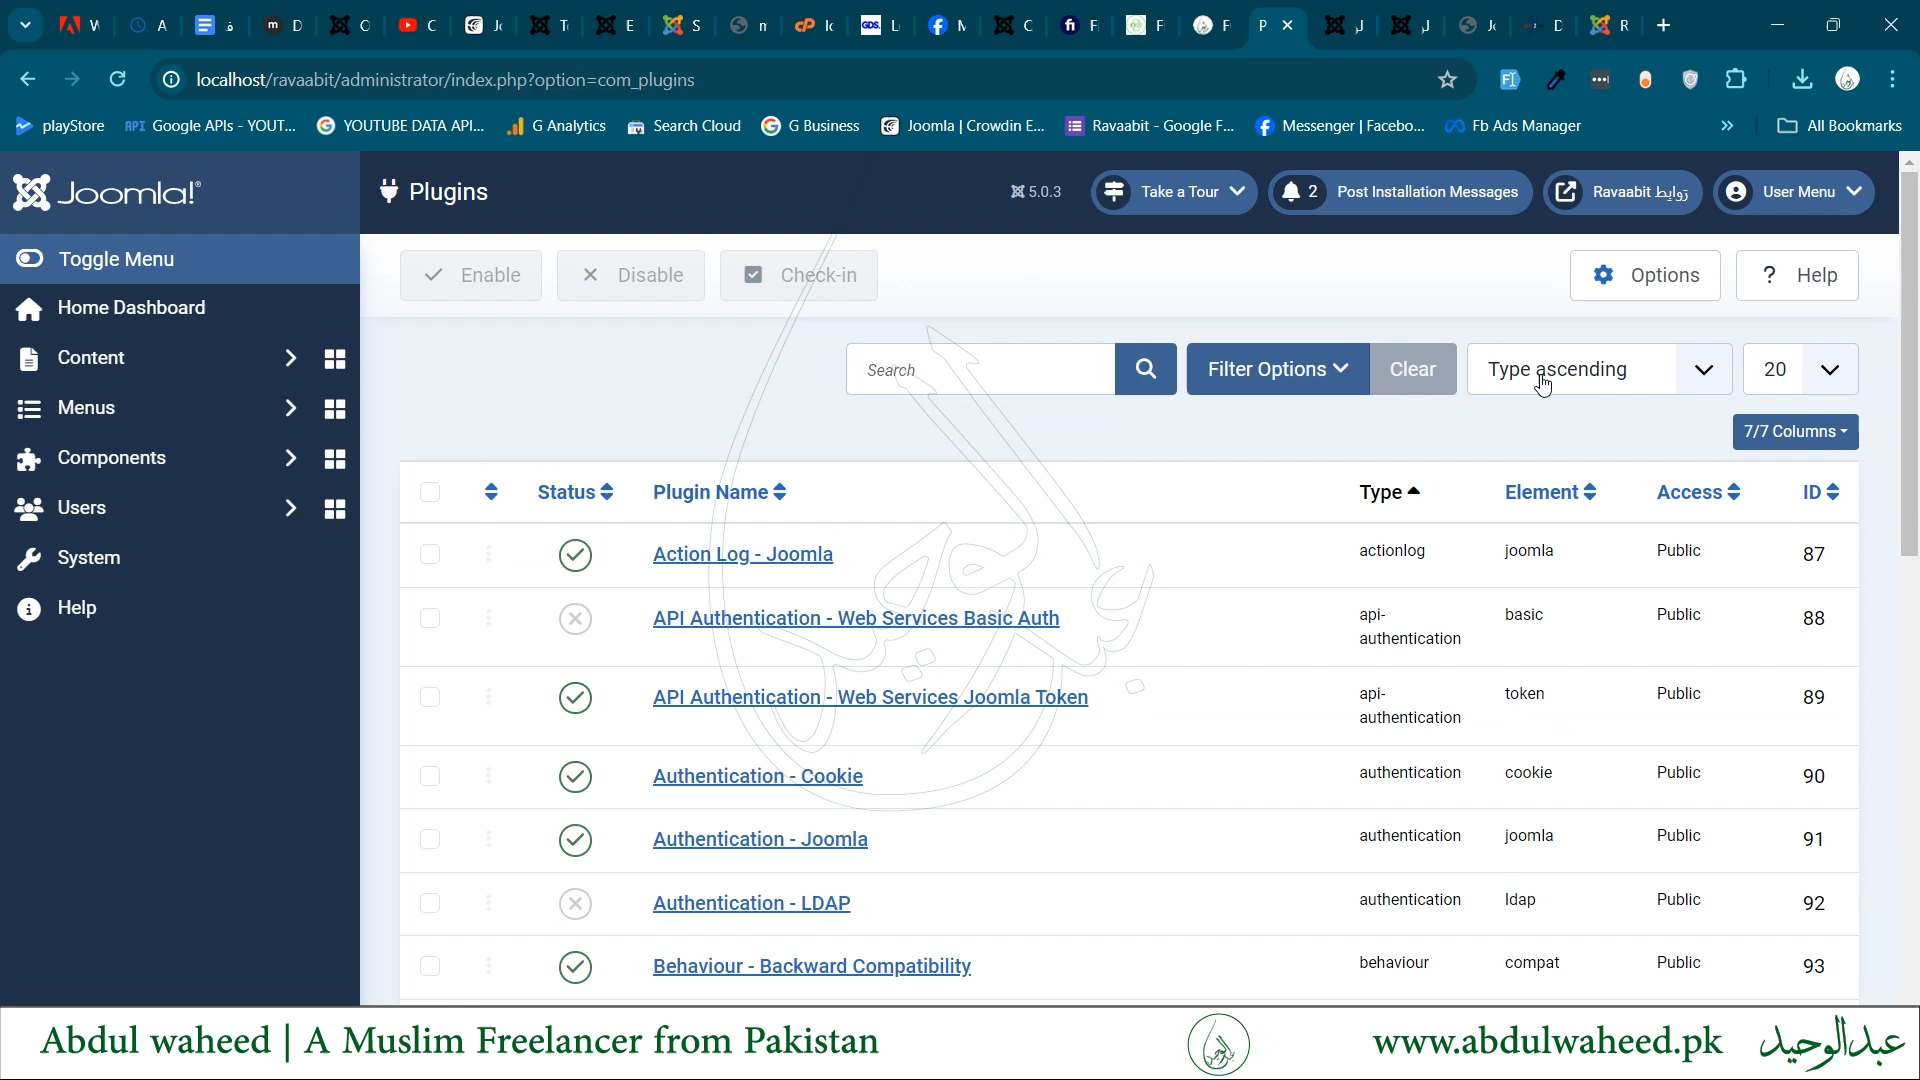 localhost/ravaabit/administrator/index.php?option=com_plugins
playStore
Google APIs - YOUT...
YOUTUBE DATA API...
G Analytics
Search Cloud
G Business
Joomla | Crowdin E...
Ravaabit - Google F...
Messenger | Facebo...
Fb Ads Manager
All Bookmarks
Joomla!
Plugins
5.0.3
Take a Tour
2 Post Installation Messages
Ravaabit روابط
User Menu
Toggle Menu
Home Dashboard
Content
Menus
Components
Users
System
Help
Enable
Disable
Check-in
Options
? Help
Search
Filter Options
Clear
Type ascending
20
7/7 Columns
Status Plugin Name Type Element Access ID
Action Log - Joomla actionlog joomla Public 87
API Authentication - Web Services Basic Auth api-authentication basic Public 88
API Authentication - Web Services Joomla Token api-authentication token Public 89
Authentication - Cookie authentication cookie Public 90
Authentication - Joomla authentication joomla Public 91
Authentication - LDAP authentication ldap Public 92
Behaviour - Backward Compatibility behaviour compat Public 93
Abdul waheed | A Muslim Freelancer from Pakistan
www.abdulwaheed.pk عبدالوحید